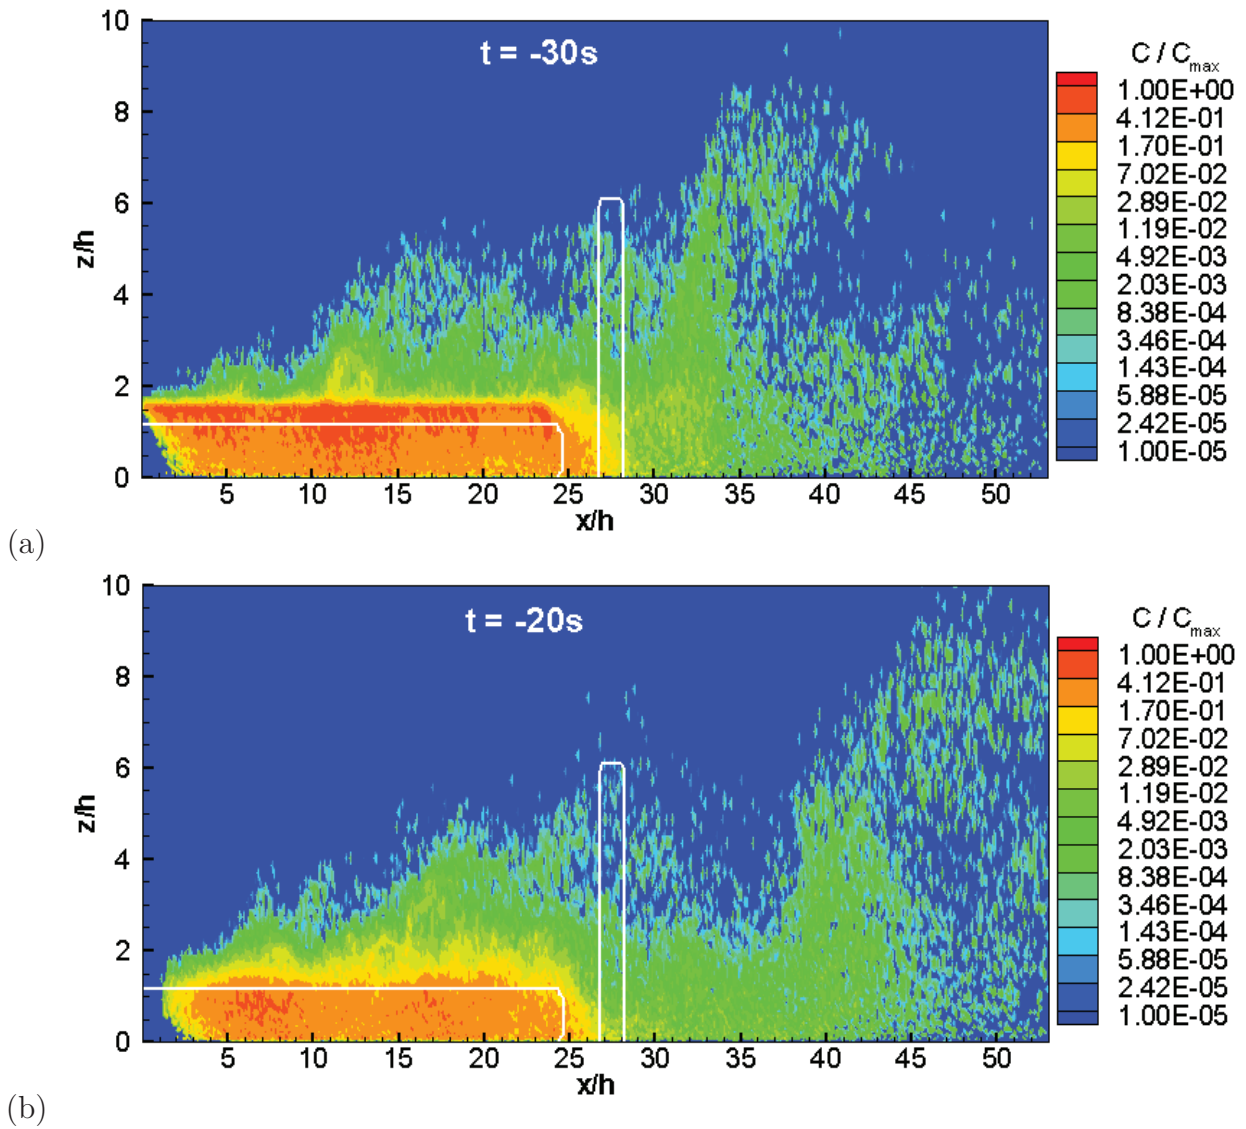 t = -30s
z/h
10
8
6
4
2
0
5 10 15 20 25 30 35 40 45 50
x/h
C / Cmax
1.00E+00
4.12E-01
1.70E-01
7.02E-02
2.89E-02
1.19E-02
4.92E-03
2.03E-03
8.38E-04
3.46E-04
1.43E-04
5.88E-05
2.42E-05
1.00E-05
(a)
t = -20s
z/h
10
8
6
4
2
0
5 10 15 20 25 30 35 40 45 50
x/h
C / Cmax
1.00E+00
4.12E-01
1.70E-01
7.02E-02
2.89E-02
1.19E-02
4.92E-03
2.03E-03
8.38E-04
3.46E-04
1.43E-04
5.88E-05
2.42E-05
1.00E-05
(b)